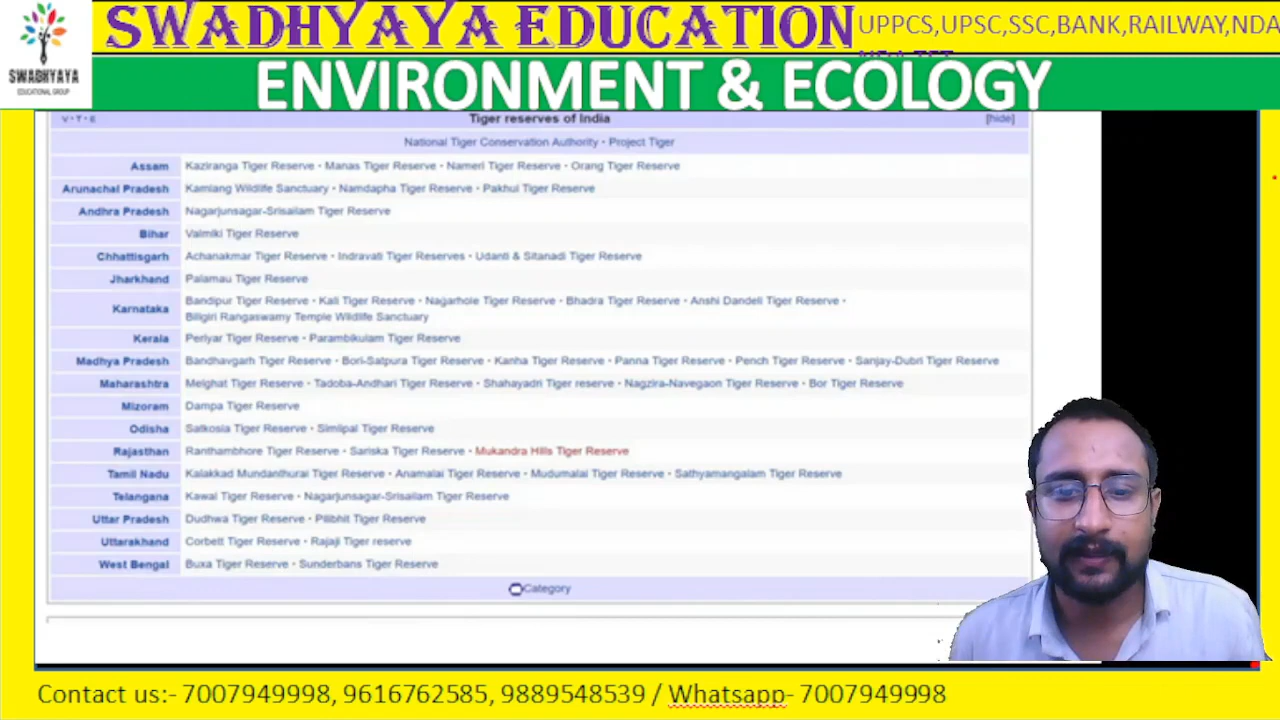 SWADHYAYA EDUCATION
UPPCS,UPSC,SSC,BANK,RAILWAY,NDA
SWADHYAYA
EDUCATIONAL GROUP
ENVIRONMENT & ECOLOGY
V • T • E Tiger reserves of India [hide]
National Tiger Conservation Authority • Project Tiger
Assam Kaziranga Tiger Reserve • Manas Tiger Reserve • Nameri Tiger Reserve • Orang Tiger Reserve
Arunachal Pradesh Kamlang Wildlife Sanctuary • Namdapha Tiger Reserve • Pakhui Tiger Reserve
Andhra Pradesh Nagarjunsagar-Srisailam Tiger Reserve
Bihar Valmiki Tiger Reserve
Chhattisgarh Achanakmar Tiger Reserve • Indravati Tiger Reserves • Udanti & Sitanadi Tiger Reserve
Jharkhand Palamau Tiger Reserve
Karnataka Bandipur Tiger Reserve • Kali Tiger Reserve • Nagarhole Tiger Reserve • Bhadra Tiger Reserve • Anshi Dandeli Tiger Reserve •
Biligiri Rangaswamy Temple Wildlife Sanctuary
Kerala Periyar Tiger Reserve • Parambikulam Tiger Reserve
Madhya Pradesh Bandhavgarh Tiger Reserve • Bori-Satpura Tiger Reserve • Kanha Tiger Reserve • Panna Tiger Reserve • Pench Tiger Reserve • Sanjay-Dubri Tiger Reserve
Maharashtra Melghat Tiger Reserve • Tadoba-Andhari Tiger Reserve • Shahayadri Tiger reserve • Nagzira-Navegaon Tiger Reserve • Bor Tiger Reserve
Mizoram Dampa Tiger Reserve
Odisha Satkosia Tiger Reserve • Simlipal Tiger Reserve
Rajasthan Ranthambhore Tiger Reserve • Sariska Tiger Reserve • Mukandra Hills Tiger Reserve
Tamil Nadu Kalakkad Mundanthurai Tiger Reserve • Anamalai Tiger Reserve • Mudumalai Tiger Reserve • Sathyamangalam Tiger Reserve
Telangana Kawal Tiger Reserve • Nagarjunsagar-Srisailam Tiger Reserve
Uttar Pradesh Dudhwa Tiger Reserve • Pilibhit Tiger Reserve
Uttarakhand Corbett Tiger Reserve • Rajaji Tiger reserve
West Bengal Buxa Tiger Reserve • Sunderbans Tiger Reserve
Category
Contact us:- 7007949998, 9616762585, 9889548539 / Whatsapp- 7007949998